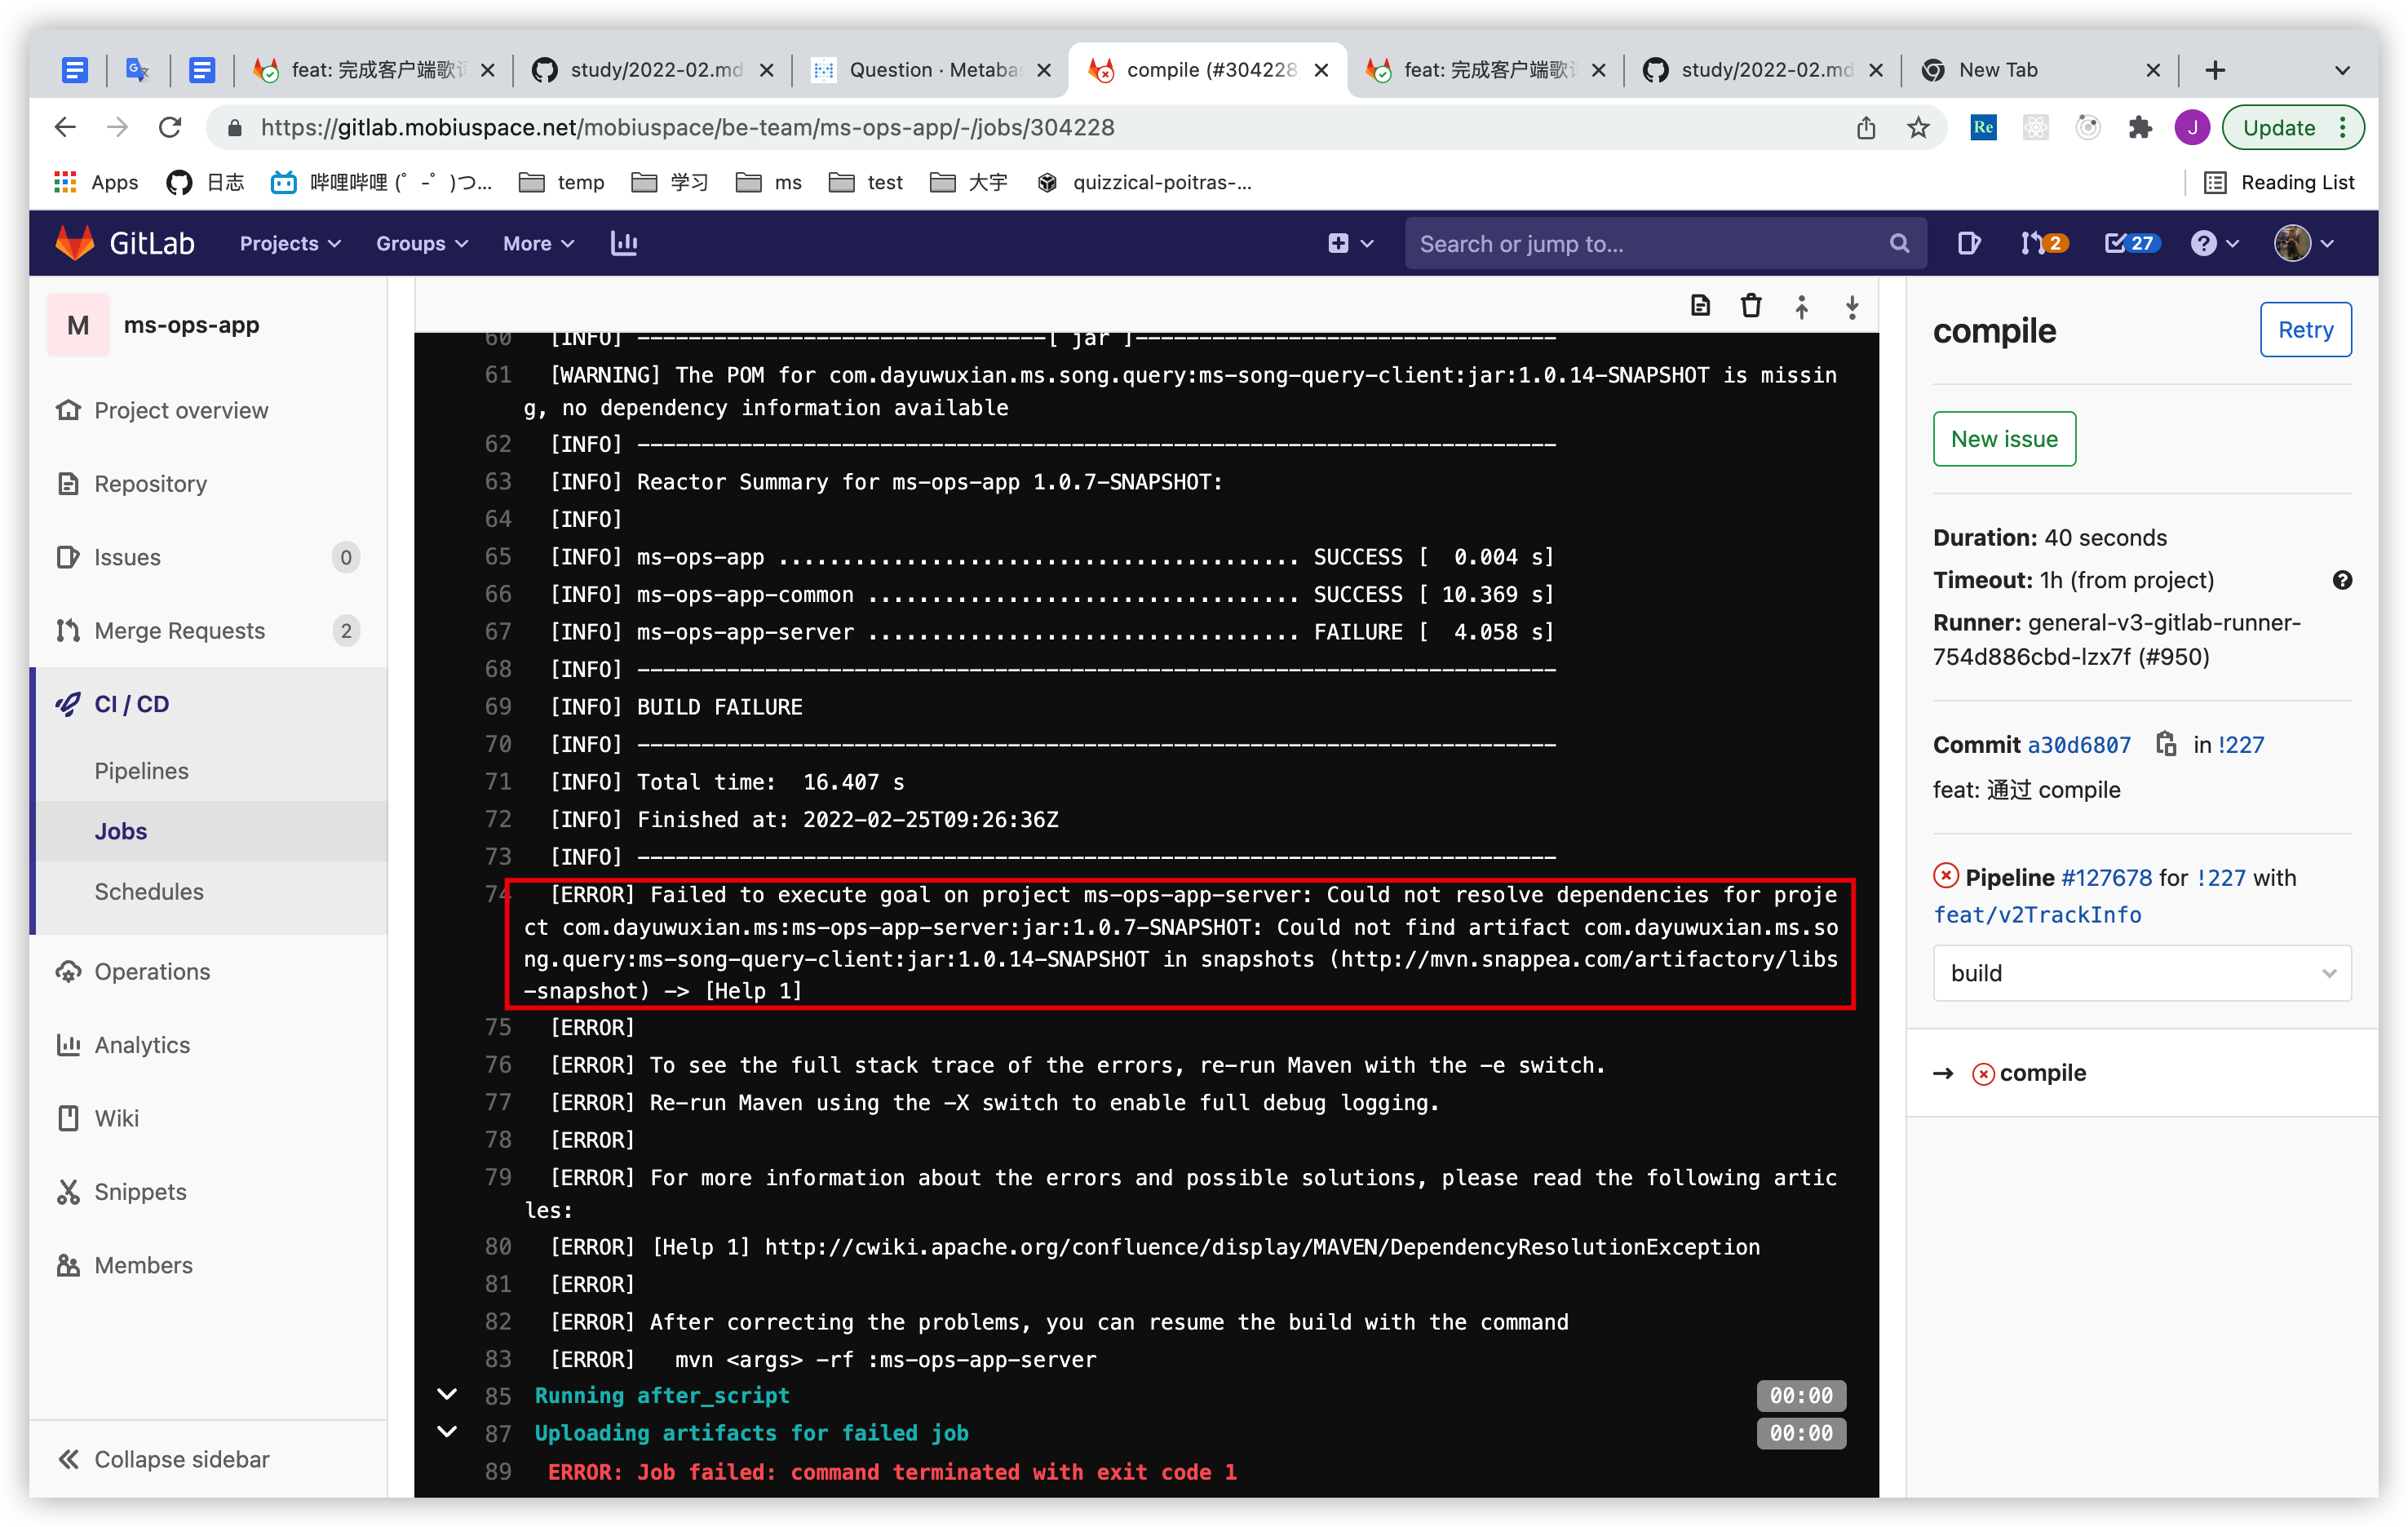 feat: 完成客户端歌词
study/2022-02.md
Question · Metabas
compile (#304228
feat: 完成客户端歌词
study/2022-02.md
New Tab
https://gitlab.mobiuspace.net/mobiuspace/be-team/ms-ops-app/-/jobs/304228
Re
J
Update
Apps
日志
哔哩哔哩 (゜-゜)つ...
temp
学习
ms
test
大宇
quizzical-poitras-...
Reading List
GitLab
Projects
Groups
More
Search or jump to...
2
27
M
ms-ops-app
Project overview
Repository
Issues
0
Merge Requests
2
CI / CD
Pipelines
Jobs
Schedules
Operations
Analytics
Wiki
Snippets
Members
Collapse sidebar
60 [INFO] --------------------------------[ jar ]---------------------------------
61 [WARNING] The POM for com.dayuwuxian.ms.song.query:ms-song-query-client:jar:1.0.14-SNAPSHOT is missin
g, no dependency information available
62 [INFO] ------------------------------------------------------------------------
63 [INFO] Reactor Summary for ms-ops-app 1.0.7-SNAPSHOT:
64 [INFO]
65 [INFO] ms-ops-app ......................................... SUCCESS [  0.004 s]
66 [INFO] ms-ops-app-common .................................. SUCCESS [ 10.369 s]
67 [INFO] ms-ops-app-server .................................. FAILURE [  4.058 s]
68 [INFO] ------------------------------------------------------------------------
69 [INFO] BUILD FAILURE
70 [INFO] ------------------------------------------------------------------------
71 [INFO] Total time:  16.407 s
72 [INFO] Finished at: 2022-02-25T09:26:36Z
73 [INFO] ------------------------------------------------------------------------
74 [ERROR] Failed to execute goal on project ms-ops-app-server: Could not resolve dependencies for proje
ct com.dayuwuxian.ms:ms-ops-app-server:jar:1.0.7-SNAPSHOT: Could not find artifact com.dayuwuxian.ms.so
ng.query:ms-song-query-client:jar:1.0.14-SNAPSHOT in snapshots (http://mvn.snappea.com/artifactory/libs
-snapshot) -> [Help 1]
75 [ERROR]
76 [ERROR] To see the full stack trace of the errors, re-run Maven with the -e switch.
77 [ERROR] Re-run Maven using the -X switch to enable full debug logging.
78 [ERROR]
79 [ERROR] For more information about the errors and possible solutions, please read the following artic
les:
80 [ERROR] [Help 1] http://cwiki.apache.org/confluence/display/MAVEN/DependencyResolutionException
81 [ERROR]
82 [ERROR] After correcting the problems, you can resume the build with the command
83 [ERROR]   mvn <args> -rf :ms-ops-app-server
85 Running after_script 00:00
87 Uploading artifacts for failed job 00:00
89 ERROR: Job failed: command terminated with exit code 1
compile
Retry
New issue
Duration: 40 seconds
Timeout: 1h (from project)
Runner: general-v3-gitlab-runner-
754d886cbd-lzx7f (#950)
Commit a30d6807 in !227
feat: 通过 compile
Pipeline #127678 for !227 with
feat/v2TrackInfo
build
→ compile